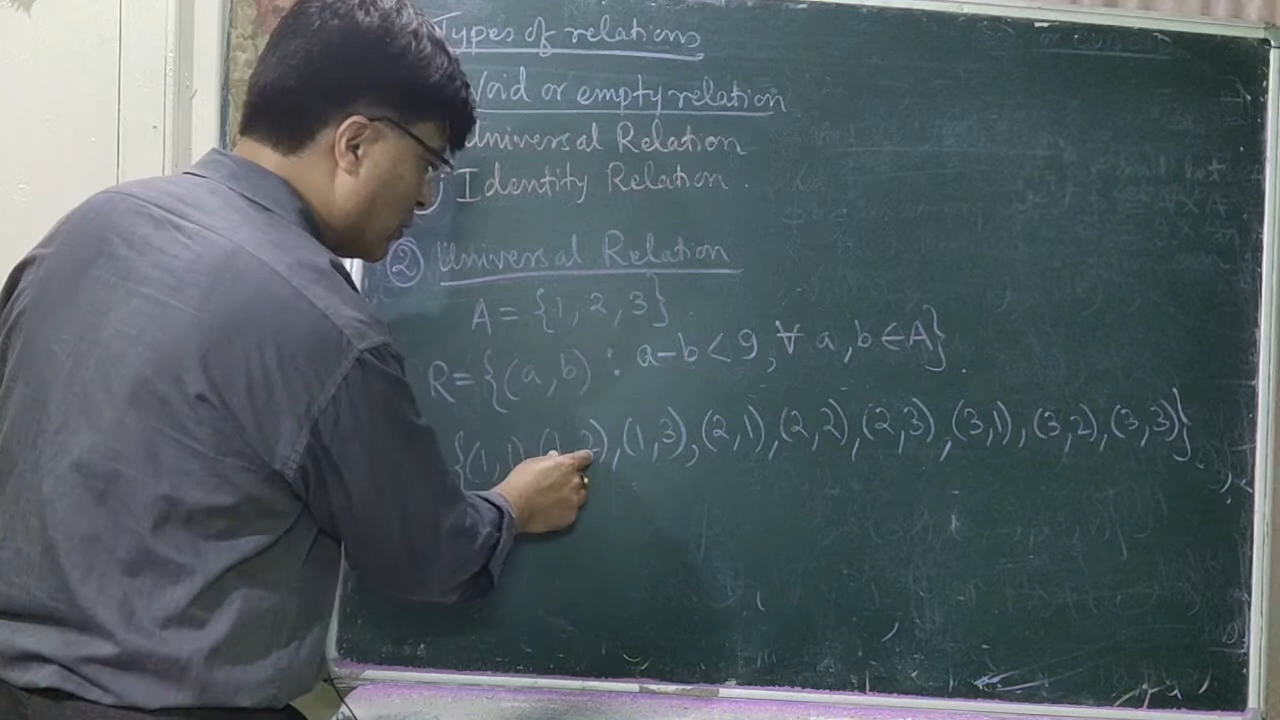 Types of relations
Void or empty relation
Universal Relation
) Identity Relation.
② Universal Relation
A = {1, 2, 3}.
R = {(a, b) : a-b < 9, ∀ a, b ∈ A}.
{(1, 1), (1, 2), (1, 3), (2, 1), (2, 2), (2, 3), (3, 1), (3, 2), (3, 3)}